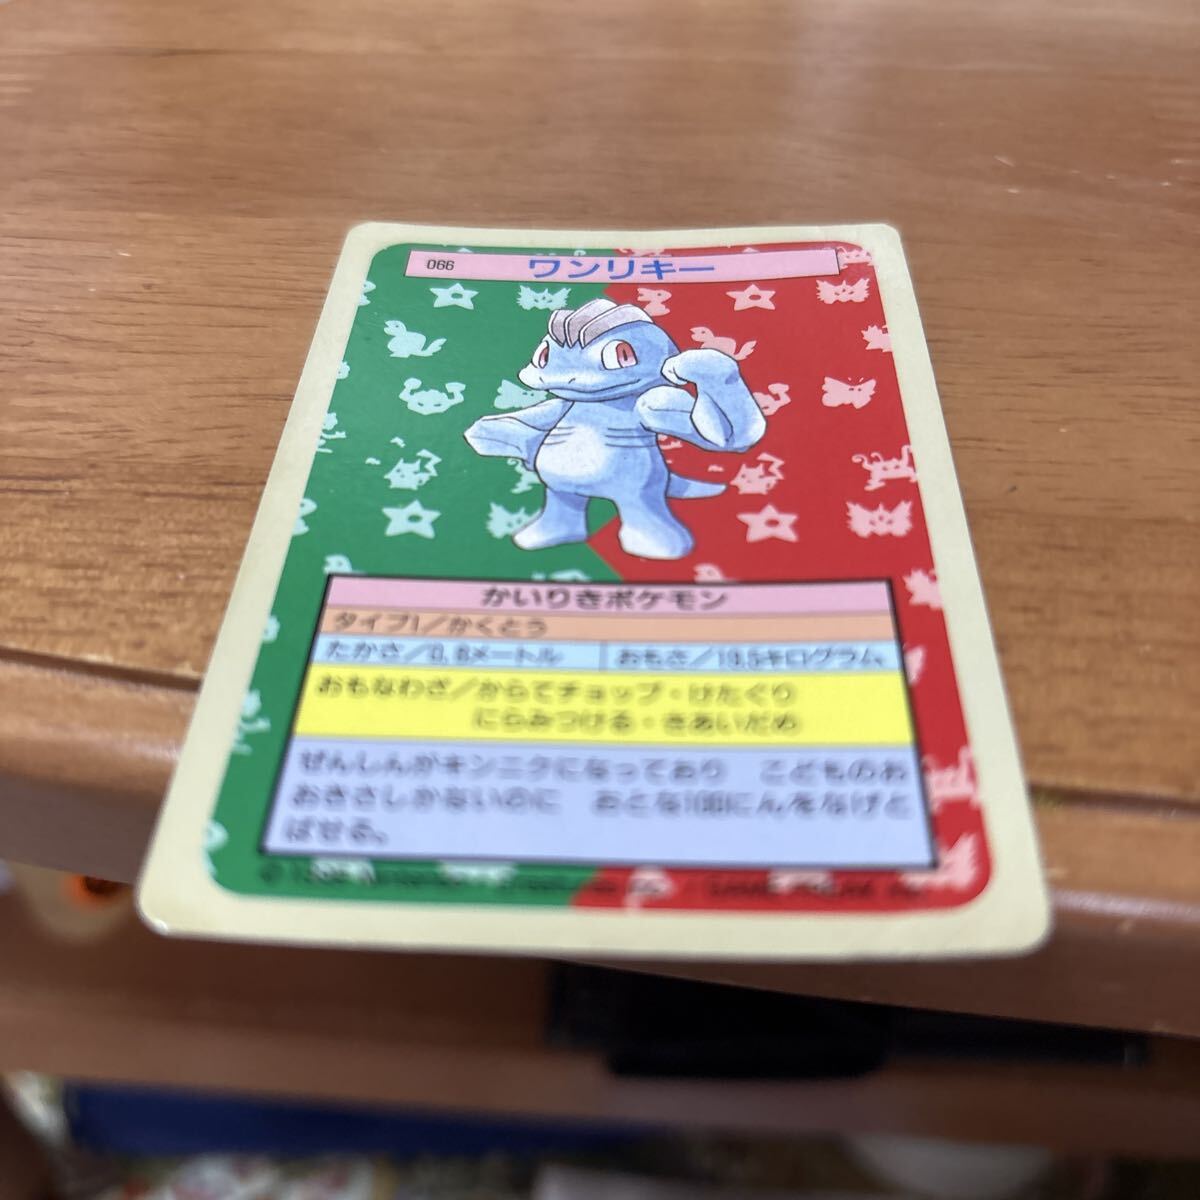 066 ワンリキー
かいりきポケモン
タイプ1／かくとう
たかさ／0.8メートル おもさ／19.5キログラム
おもなわざ／からてチョップ・けたぐり
にらみつける・きあいだめ
ぜんしんがキンニクになっており こどものお
おきさしかないのに おとな100にんをなげと
ばせる。